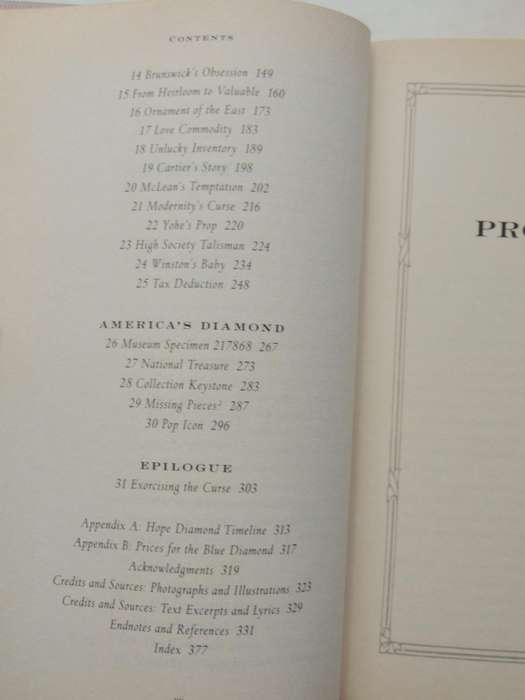 CONTENTS
14 Brunswick's Obsession 149
15 From Heirloom to Valuable 160
16 Ornament of the East 173
17 Love Commodity 183
18 Unlucky Inventory 189
19 Cartier's Story 198
20 McLean's Temptation 202
21 Modernity's Curse 216
22 Yohe's Prop 220
23 High Society Talisman 224
24 Winston's Baby 234
25 Tax Deduction 248
AMERICA'S DIAMOND
26 Museum Specimen 217868 267
27 National Treasure 273
28 Collection Keystone 283
29 Missing Pieces? 287
30 Pop Icon 296
EPILOGUE
31 Exorcising the Curse 303
Appendix A: Hope Diamond Timeline 313
Appendix B: Prices for the Blue Diamond 317
Acknowledgments 319
Credits and Sources: Photographs and Illustrations 323
Credits and Sources: Text Excerpts and Lyrics 329
Endnotes and References 331
Index 377